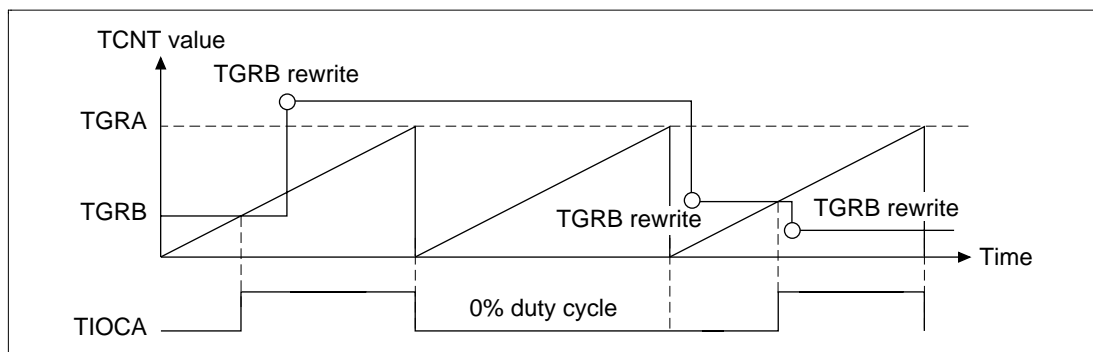 TCNT value
TGRB rewrite
TGRA
TGRB
TGRB rewrite
TGRB rewrite
Time
0% duty cycle
TIOCA